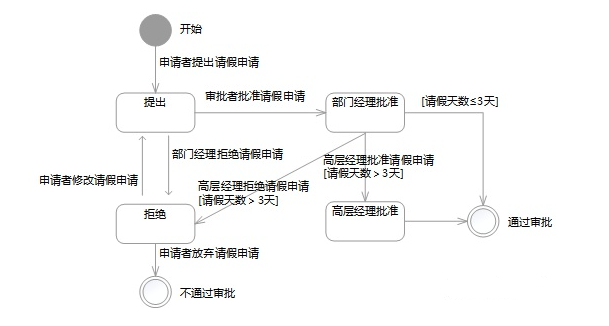 开始
申请者提出请假申请
提出
审批者批准请假申请
部门经理批准
[请假天数≤3天]
部门经理拒绝请假申请
高层经理批准请假申请
[请假天数＞3天]
申请者修改请假申请
高层经理拒绝请假申请
[请假天数＞3天]
拒绝
高层经理批准
通过审批
申请者放弃请假申请
不通过审批